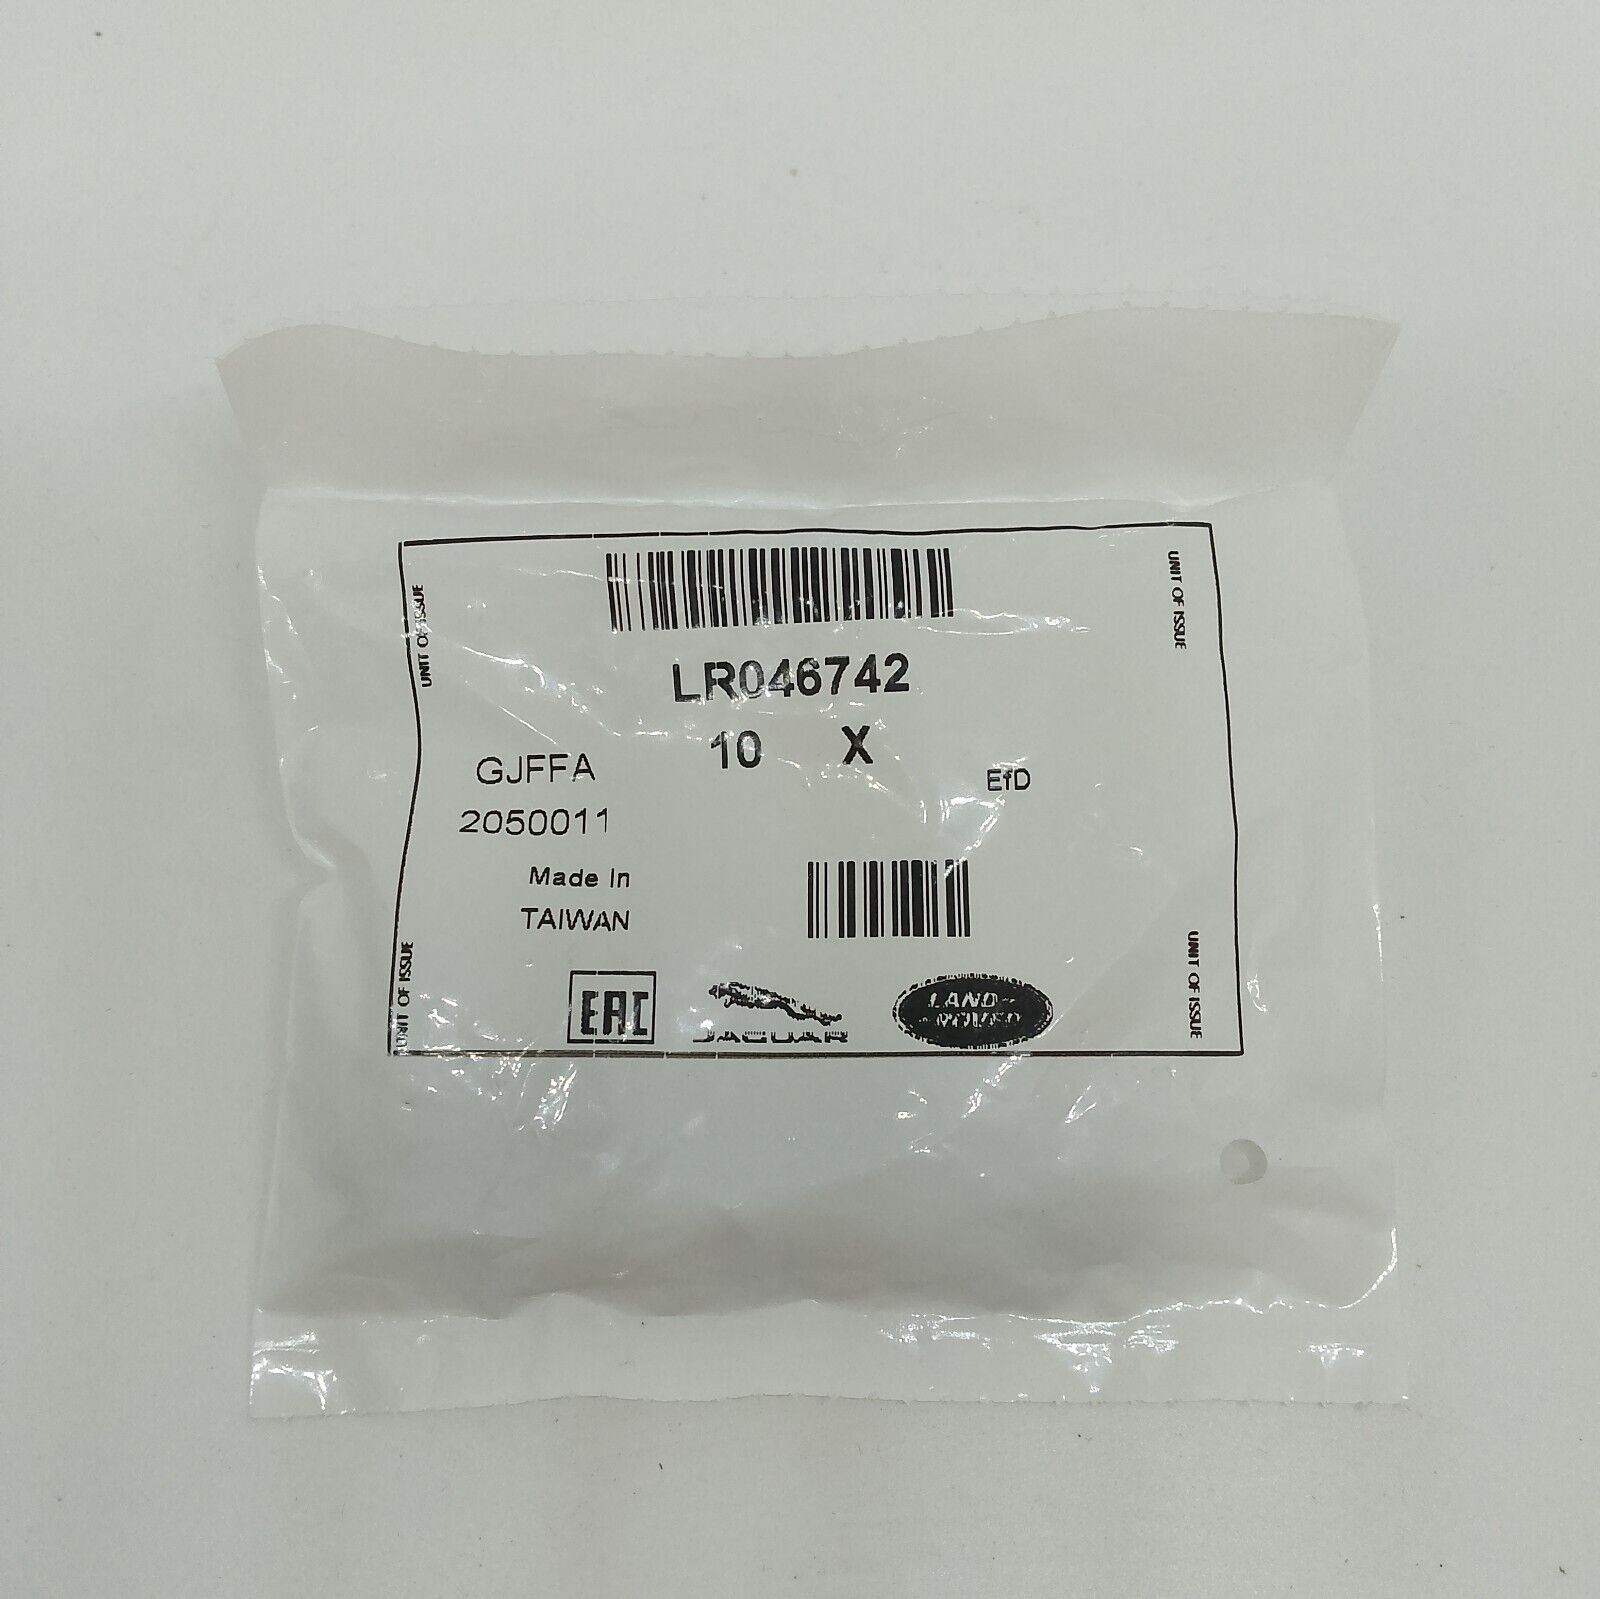 UNIT OF ISSUE
UNIT OF ISSUE
LR046742
10 X
GJFFA
EfD
2050011
Made In
TAIWAN
UNIT OF ISSUE
UNIT OF ISSUE
EAC
JAGUAR
LAND
ROVER